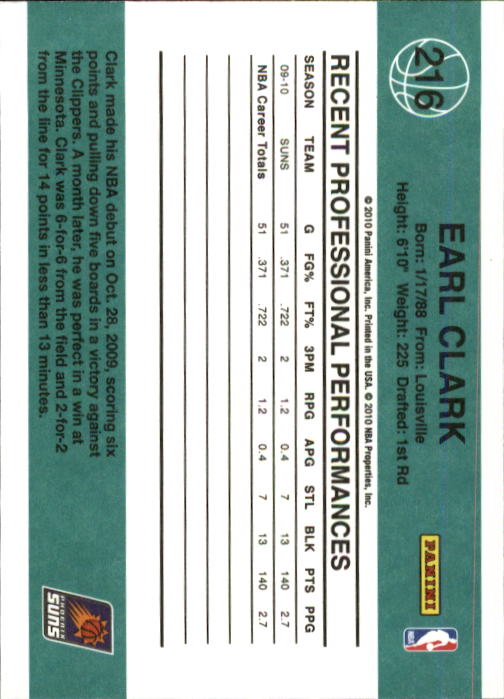 216
EARL CLARK
Born: 1/17/88 From: Louisville
Height: 6'10" Weight: 225 Drafted: 1st Rd
PANINI
NBA
© 2010 Panini America, Inc. Printed in the USA. © 2010 NBA Properties, Inc.
RECENT PROFESSIONAL PERFORMANCES
SEASON TEAM G FG% FT% 3PM RPG APG STL BLK PTS PPG
09-10 SUNS 51 .371 .722 2 1.2 0.4 7 13 140 2.7
NBA Career Totals 51 .371 .722 2 1.2 0.4 7 13 140 2.7
Clark made his NBA debut on Oct. 28, 2009, scoring six
points and pulling down five boards in a victory against
the Clippers. A month later, he was perfect in a win at
Minnesota. Clark was 6-for-6 from the field and 2-for-2
from the line for 14 points in less than 13 minutes.
PHOENIX
SUNS